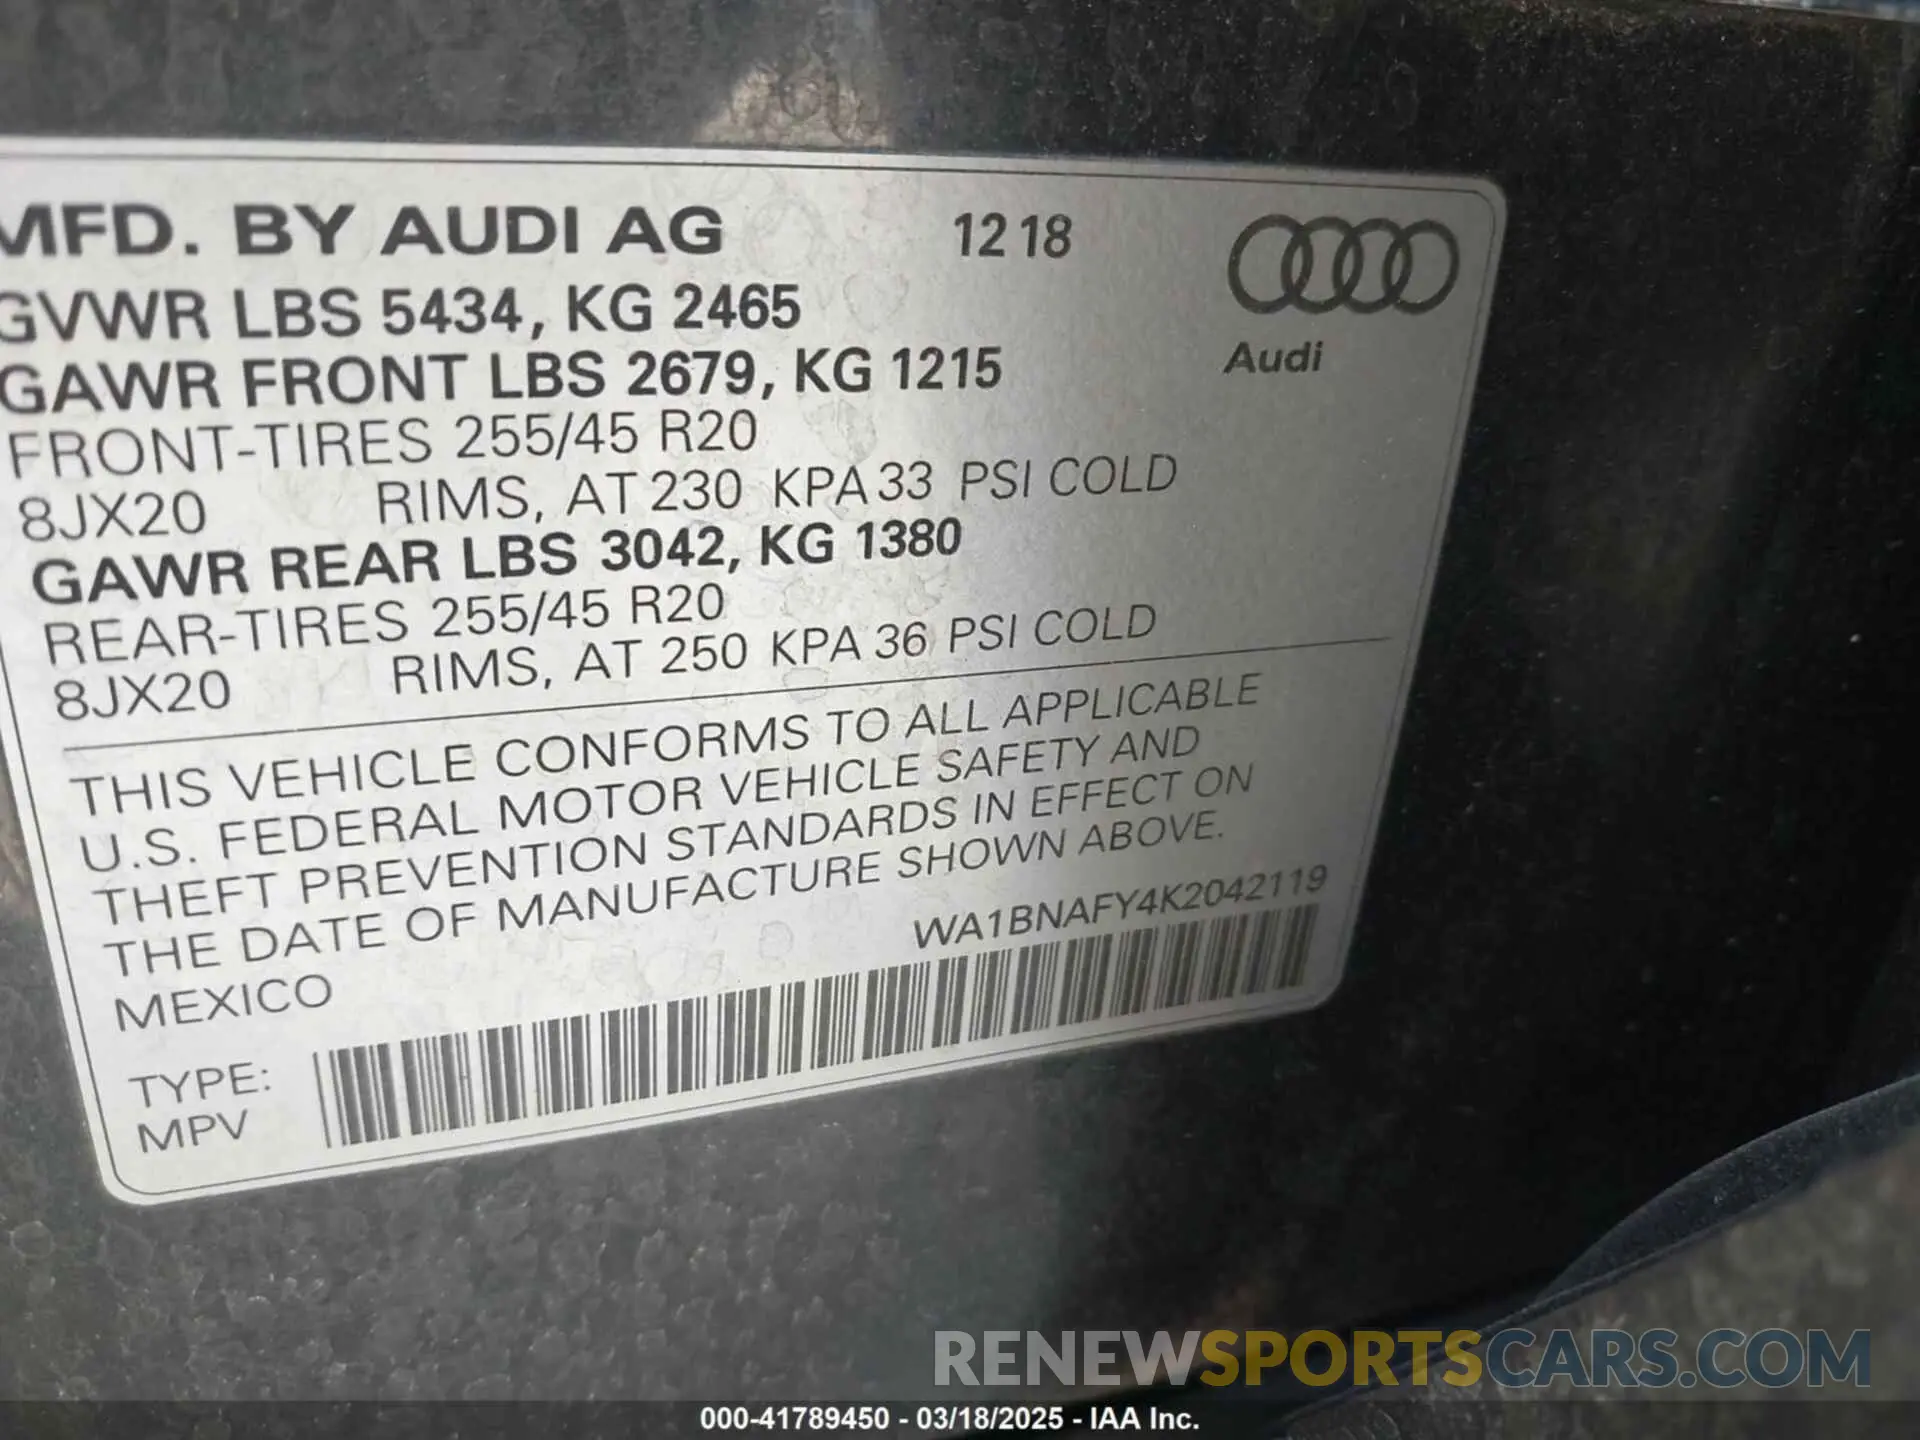 MFD. BY AUDI AG 12 18
GVWR LBS 5434, KG 2465
GAWR FRONT LBS 2679, KG 1215
Audi
FRONT-TIRES 255/45 R20
8JX20 RIMS, AT 230 KPA 33 PSI COLD
GAWR REAR LBS 3042, KG 1380
REAR-TIRES 255/45 R20
8JX20 RIMS, AT 250 KPA 36 PSI COLD
THIS VEHICLE CONFORMS TO ALL APPLICABLE
U.S. FEDERAL MOTOR VEHICLE SAFETY AND
THEFT PREVENTION STANDARDS IN EFFECT ON
THE DATE OF MANUFACTURE SHOWN ABOVE.
MEXICO WA1BNAFY4K2042119
TYPE:
MPV
RENEWSPORTSCARS.COM
000-41789450 - 03/18/2025 - IAA Inc.